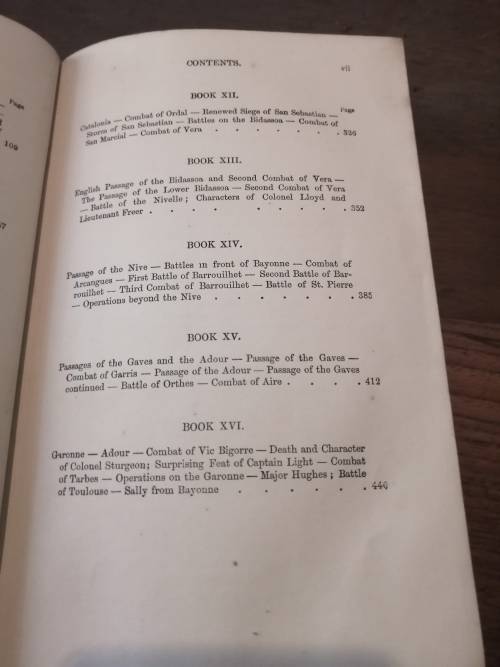 Page
109
CONTENTS.
vii
BOOK XII.
Page
Catalonia — Combat of Ordal — Renewed Siege of San Sebastian —
Storm of San Sebastian — Battles on the Bidassoa — Combat of
San Marcial — Combat of Vera . . . . . . . 326
BOOK XIII.
English Passage of the Bidassoa and Second Combat of Vera —
The Passage of the Lower Bidassoa — Second Combat of Vera
— Battle of the Nivelle; Characters of Colonel Lloyd and
Lieutenant Freer . . . . . . . . . 352
BOOK XIV.
Passage of the Nive — Battles in front of Bayonne — Combat of
Arcangues — First Battle of Barrouilhet — Second Battle of Bar-
rouilhet — Third Combat of Barrouilhet — Battle of St. Pierre
— Operations beyond the Nive . . . . . . . 385
BOOK XV.
Passages of the Gaves and the Adour — Passage of the Gaves —
Combat of Garris — Passage of the Adour — Passage of the Gaves
continued — Battle of Orthes — Combat of Aire . . . . 412
BOOK XVI.
Garonne — Adour — Combat of Vic Bigorre — Death and Character
of Colonel Sturgeon; Surprising Feat of Captain Light — Combat
of Tarbes — Operations on the Garonne — Major Hughes; Battle
of Toulouse — Sally from Bayonne . . . . . . 440